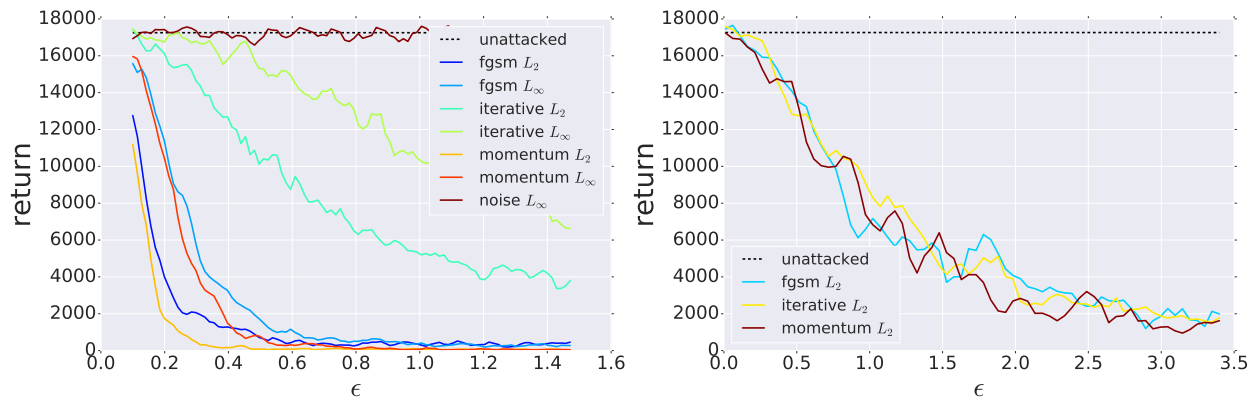 18000
16000
14000
12000
10000
8000
6000
4000
2000
0
return
0.0 0.2 0.4 0.6 0.8 1.0 1.2 1.4 1.6
ϵ
unattacked
fgsm L₂
fgsm L∞
iterative L₂
iterative L∞
momentum L₂
momentum L∞
noise L∞
18000
16000
14000
12000
10000
8000
6000
4000
2000
0
return
0.0 0.5 1.0 1.5 2.0 2.5 3.0 3.5
ϵ
unattacked
fgsm L₂
iterative L₂
momentum L₂